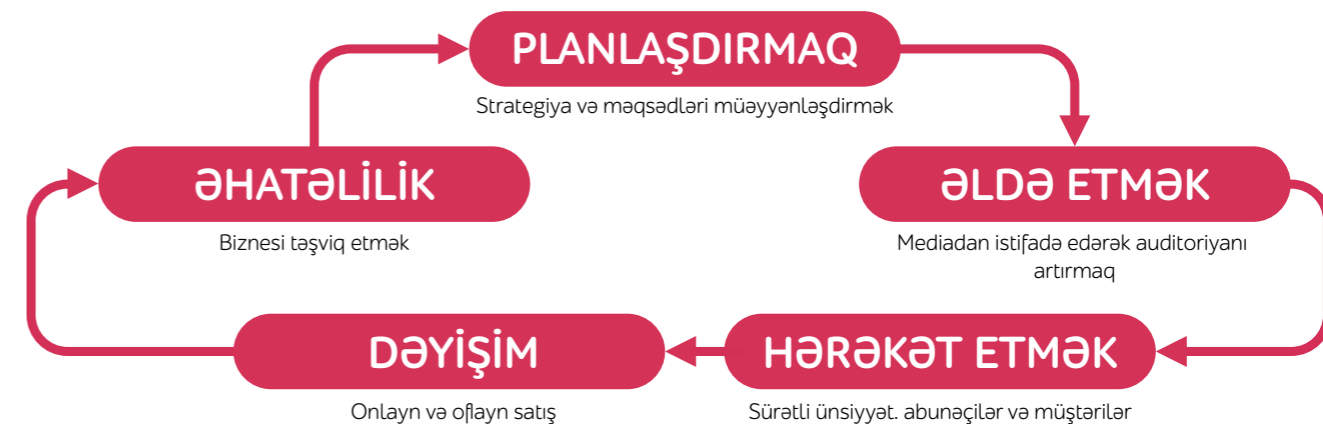 PLANLAŞDIRMAQ
Strategiya və məqsədləri müəyyənləşdirmək
ƏHATƏLİLİK
Biznesi təşviq etmək
ƏLDƏ ETMƏK
Mediadan istifadə edərək auditoriyanı
artırmaq
DƏYİŞİM
Onlayn və oflayn satış
HƏRƏKƏT ETMƏK
Sürətli ünsiyyət. abunəçilər və müştərilər